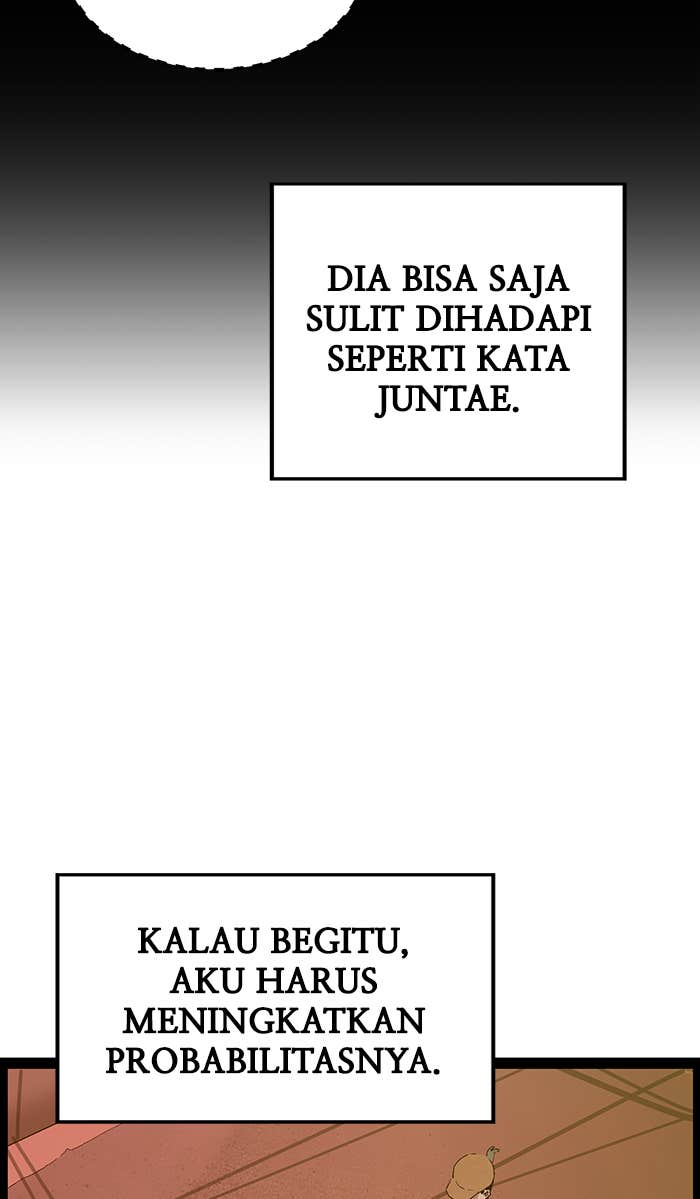 DIA BISA SAJA
SULIT DIHADAPI
SEPERTI KATA
JUNTAE.
KALAU BEGITU,
AKU HARUS
MENINGKATKAN
PROBABILITASNYA.